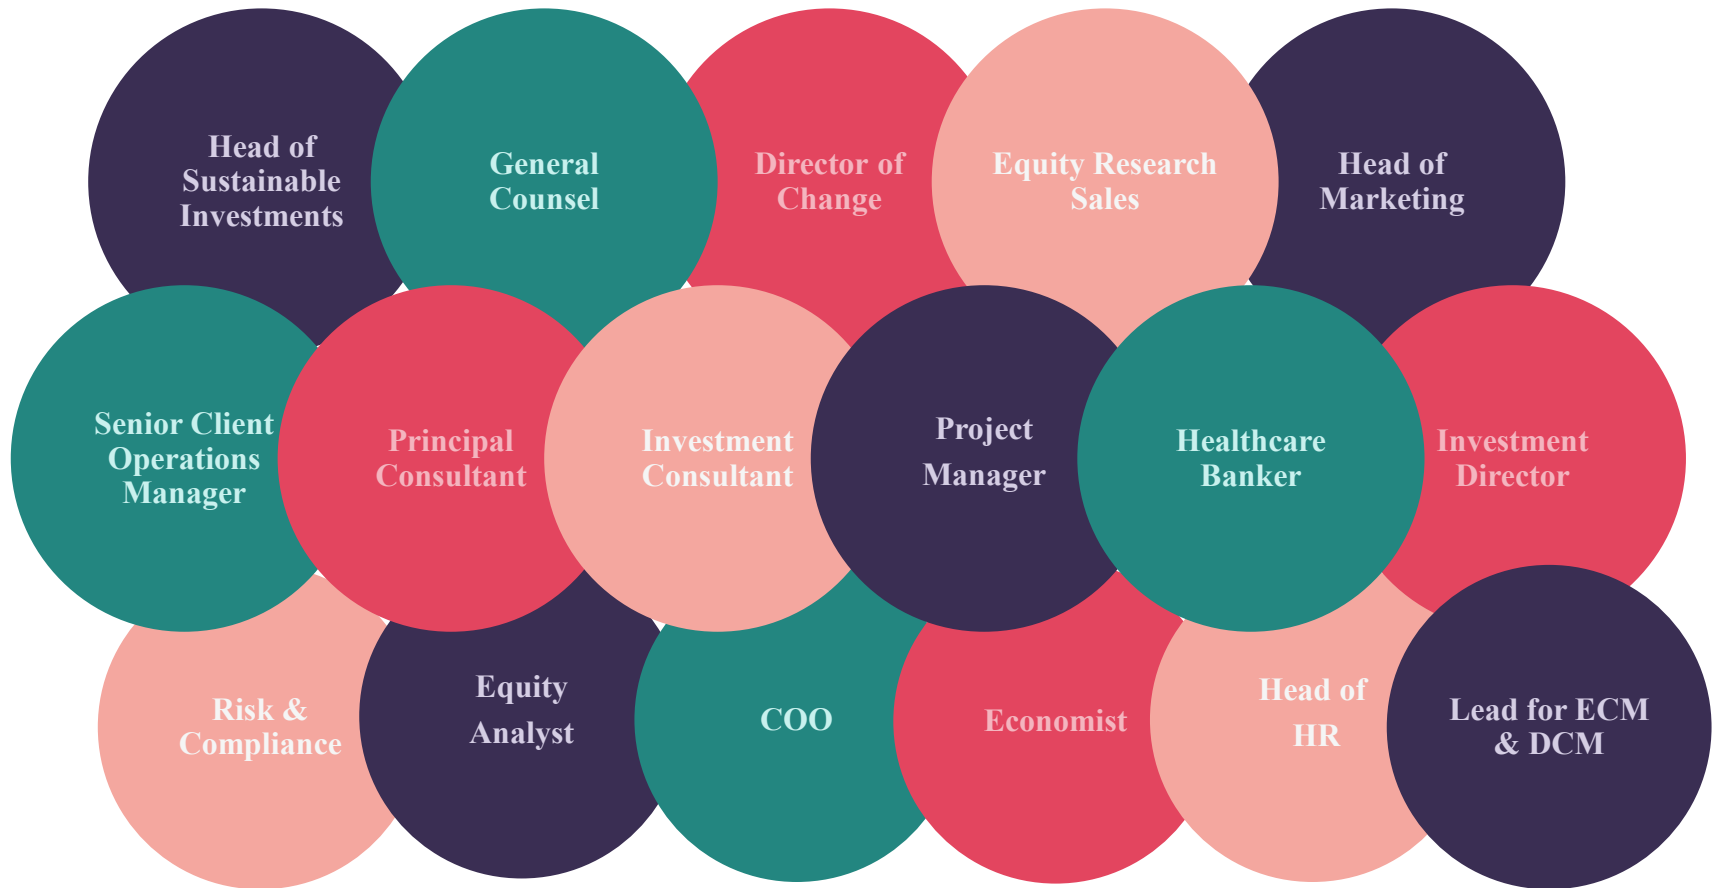 Head of
Sustainable
Investments
General
Counsel
Director of
Change
Equity Research
Sales
Head of
Marketing
Senior Client
Operations
Manager
Principal
Consultant
Investment
Consultant
Project
Manager
Healthcare
Banker
Investment
Director
Risk &
Compliance
Equity
Analyst
COO
Economist
Head of
HR
Lead for ECM
& DCM